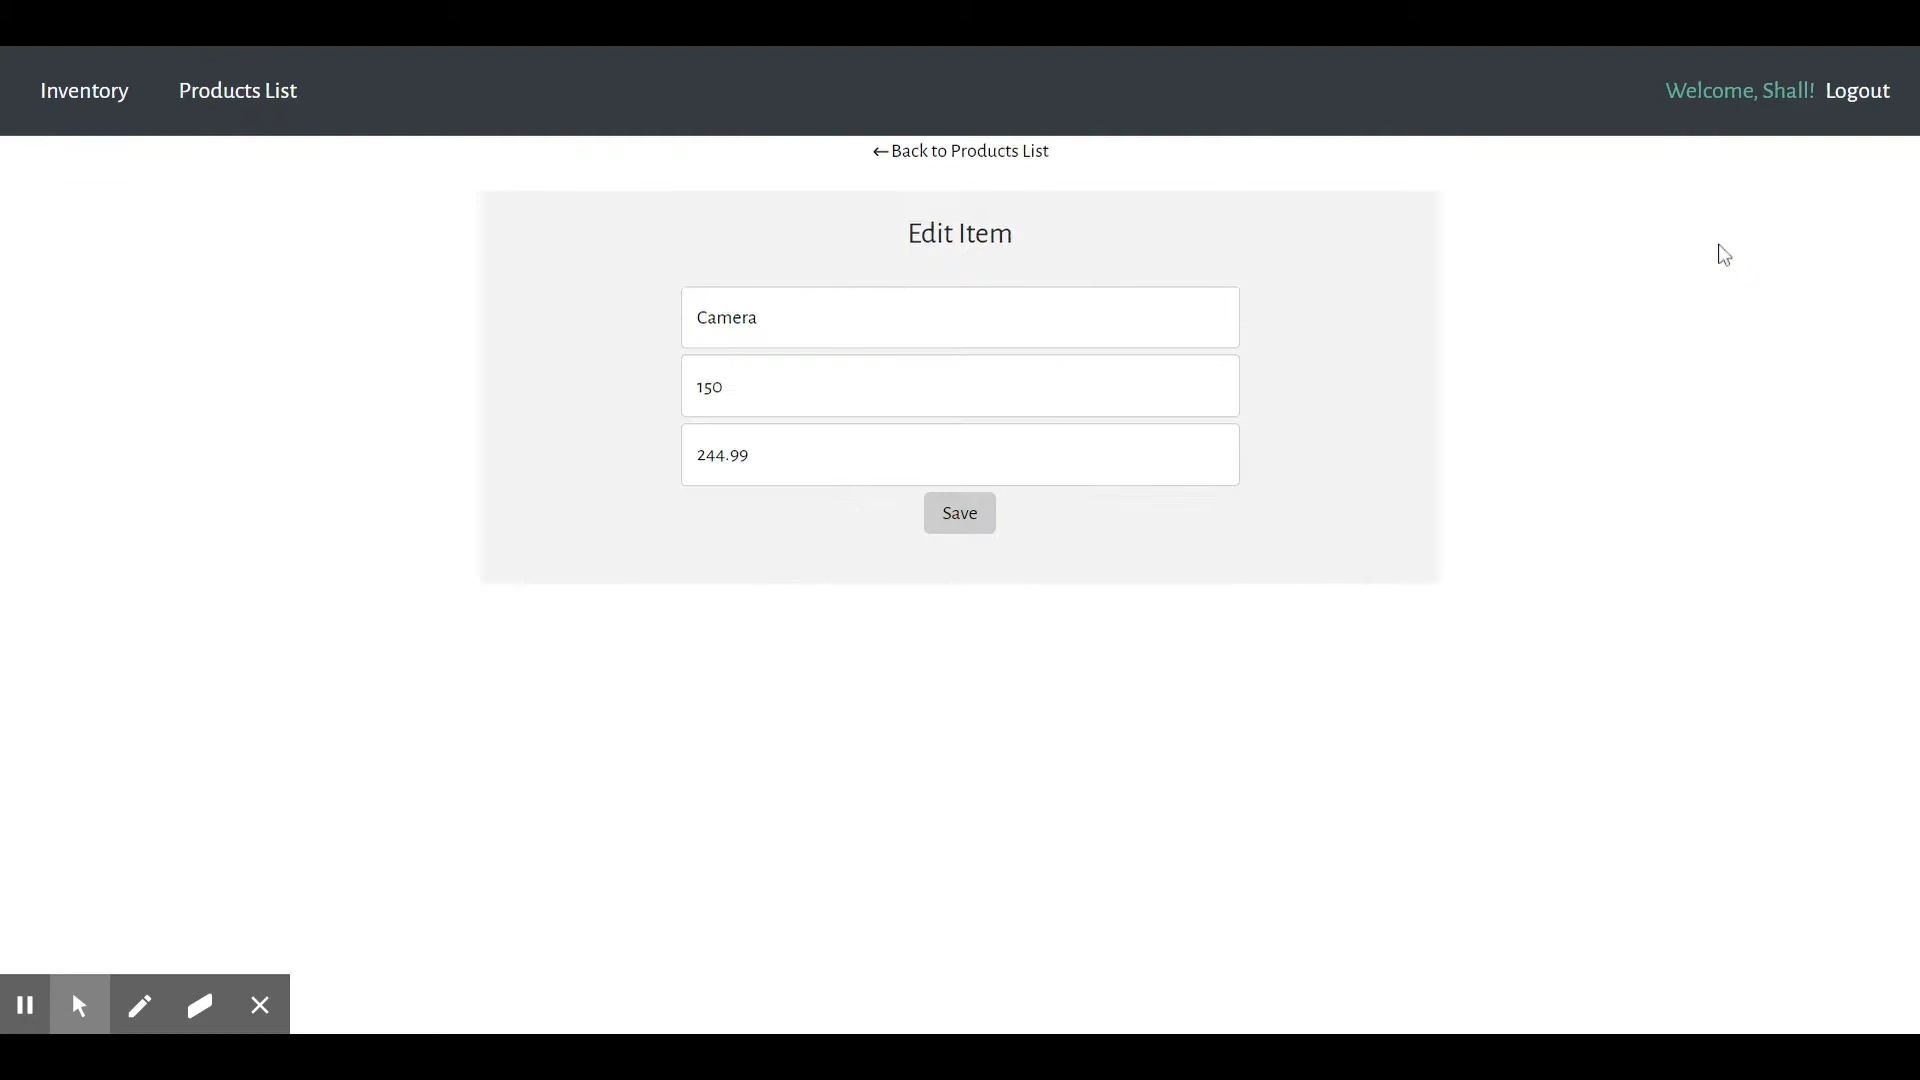 Inventory Products List Welcome, Shall! Logout
←Back to Products List
Edit Item
Camera
150
244.99
Save